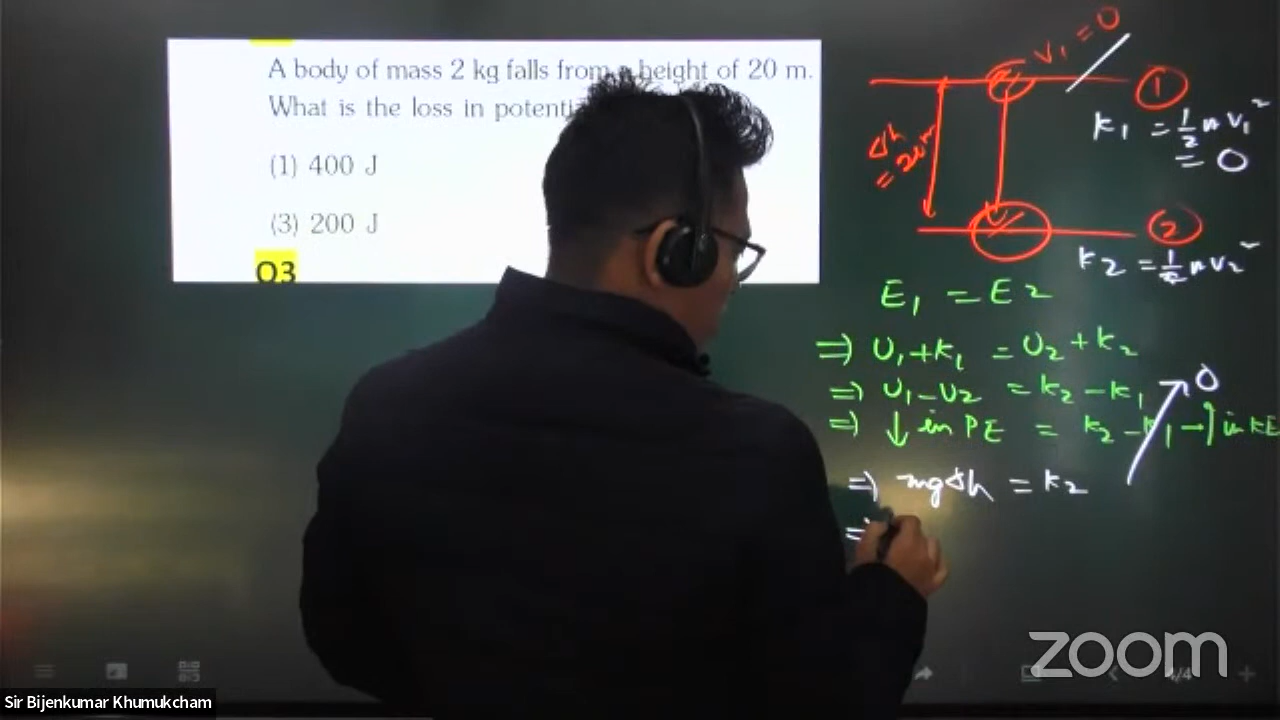 A body of mass 2 kg falls from a height of 20 m.
What is the loss in
(1) 400 J
(3) 200 J
Q3
V₁ = 0
1
Δh = 20m
K₁ = ½ m V₁²
= 0
2
K₂ = ½ m V₂²
E₁ = E₂
⇒ U₁ + K₁ = U₂ + K₂
⇒ U₁ - U₂ = K₂ - K₁
0
⇒ ↓ in PE = K₂ - K₁ → ↑ in KE
⇒ mgΔh = K₂
⇒
zoom
4/4
Sir Bijenkumar Khumukcham